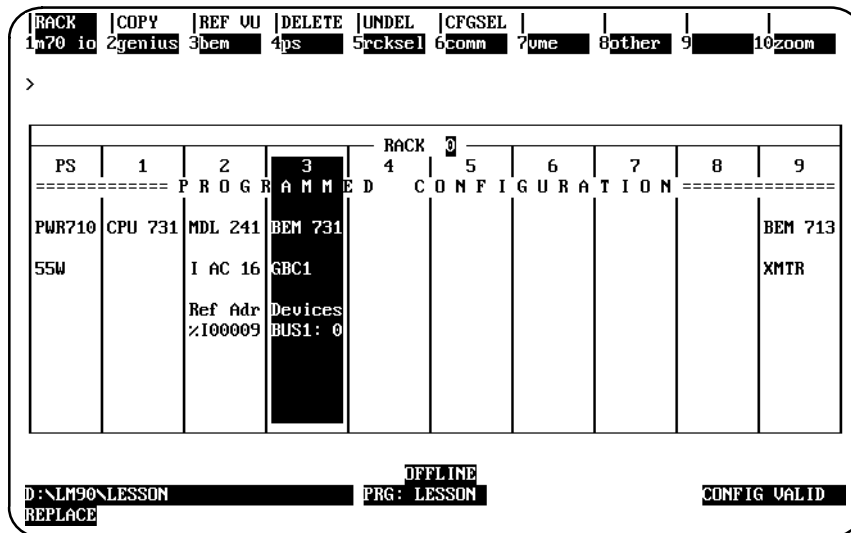 |RACK |COPY |REF VU |DELETE |UNDEL |CFGSEL | | | |
1m70 io 2genius 3bem 4ps 5rcksel 6comm 7vme 8other 9 10zoom
>
RACK 0
PS 1 2 3 4 5 6 7 8 9
============= P R O G R A M M E D C O N F I G U R A T I O N ===============
PWR710 CPU 731 MDL 241 BEM 731 BEM 713
55W I AC 16 GBC1 XMTR
Ref Adr Devices
%I00009 BUS1: 0
OFFLINE
D:\LM90\LESSON PRG: LESSON CONFIG VALID
REPLACE